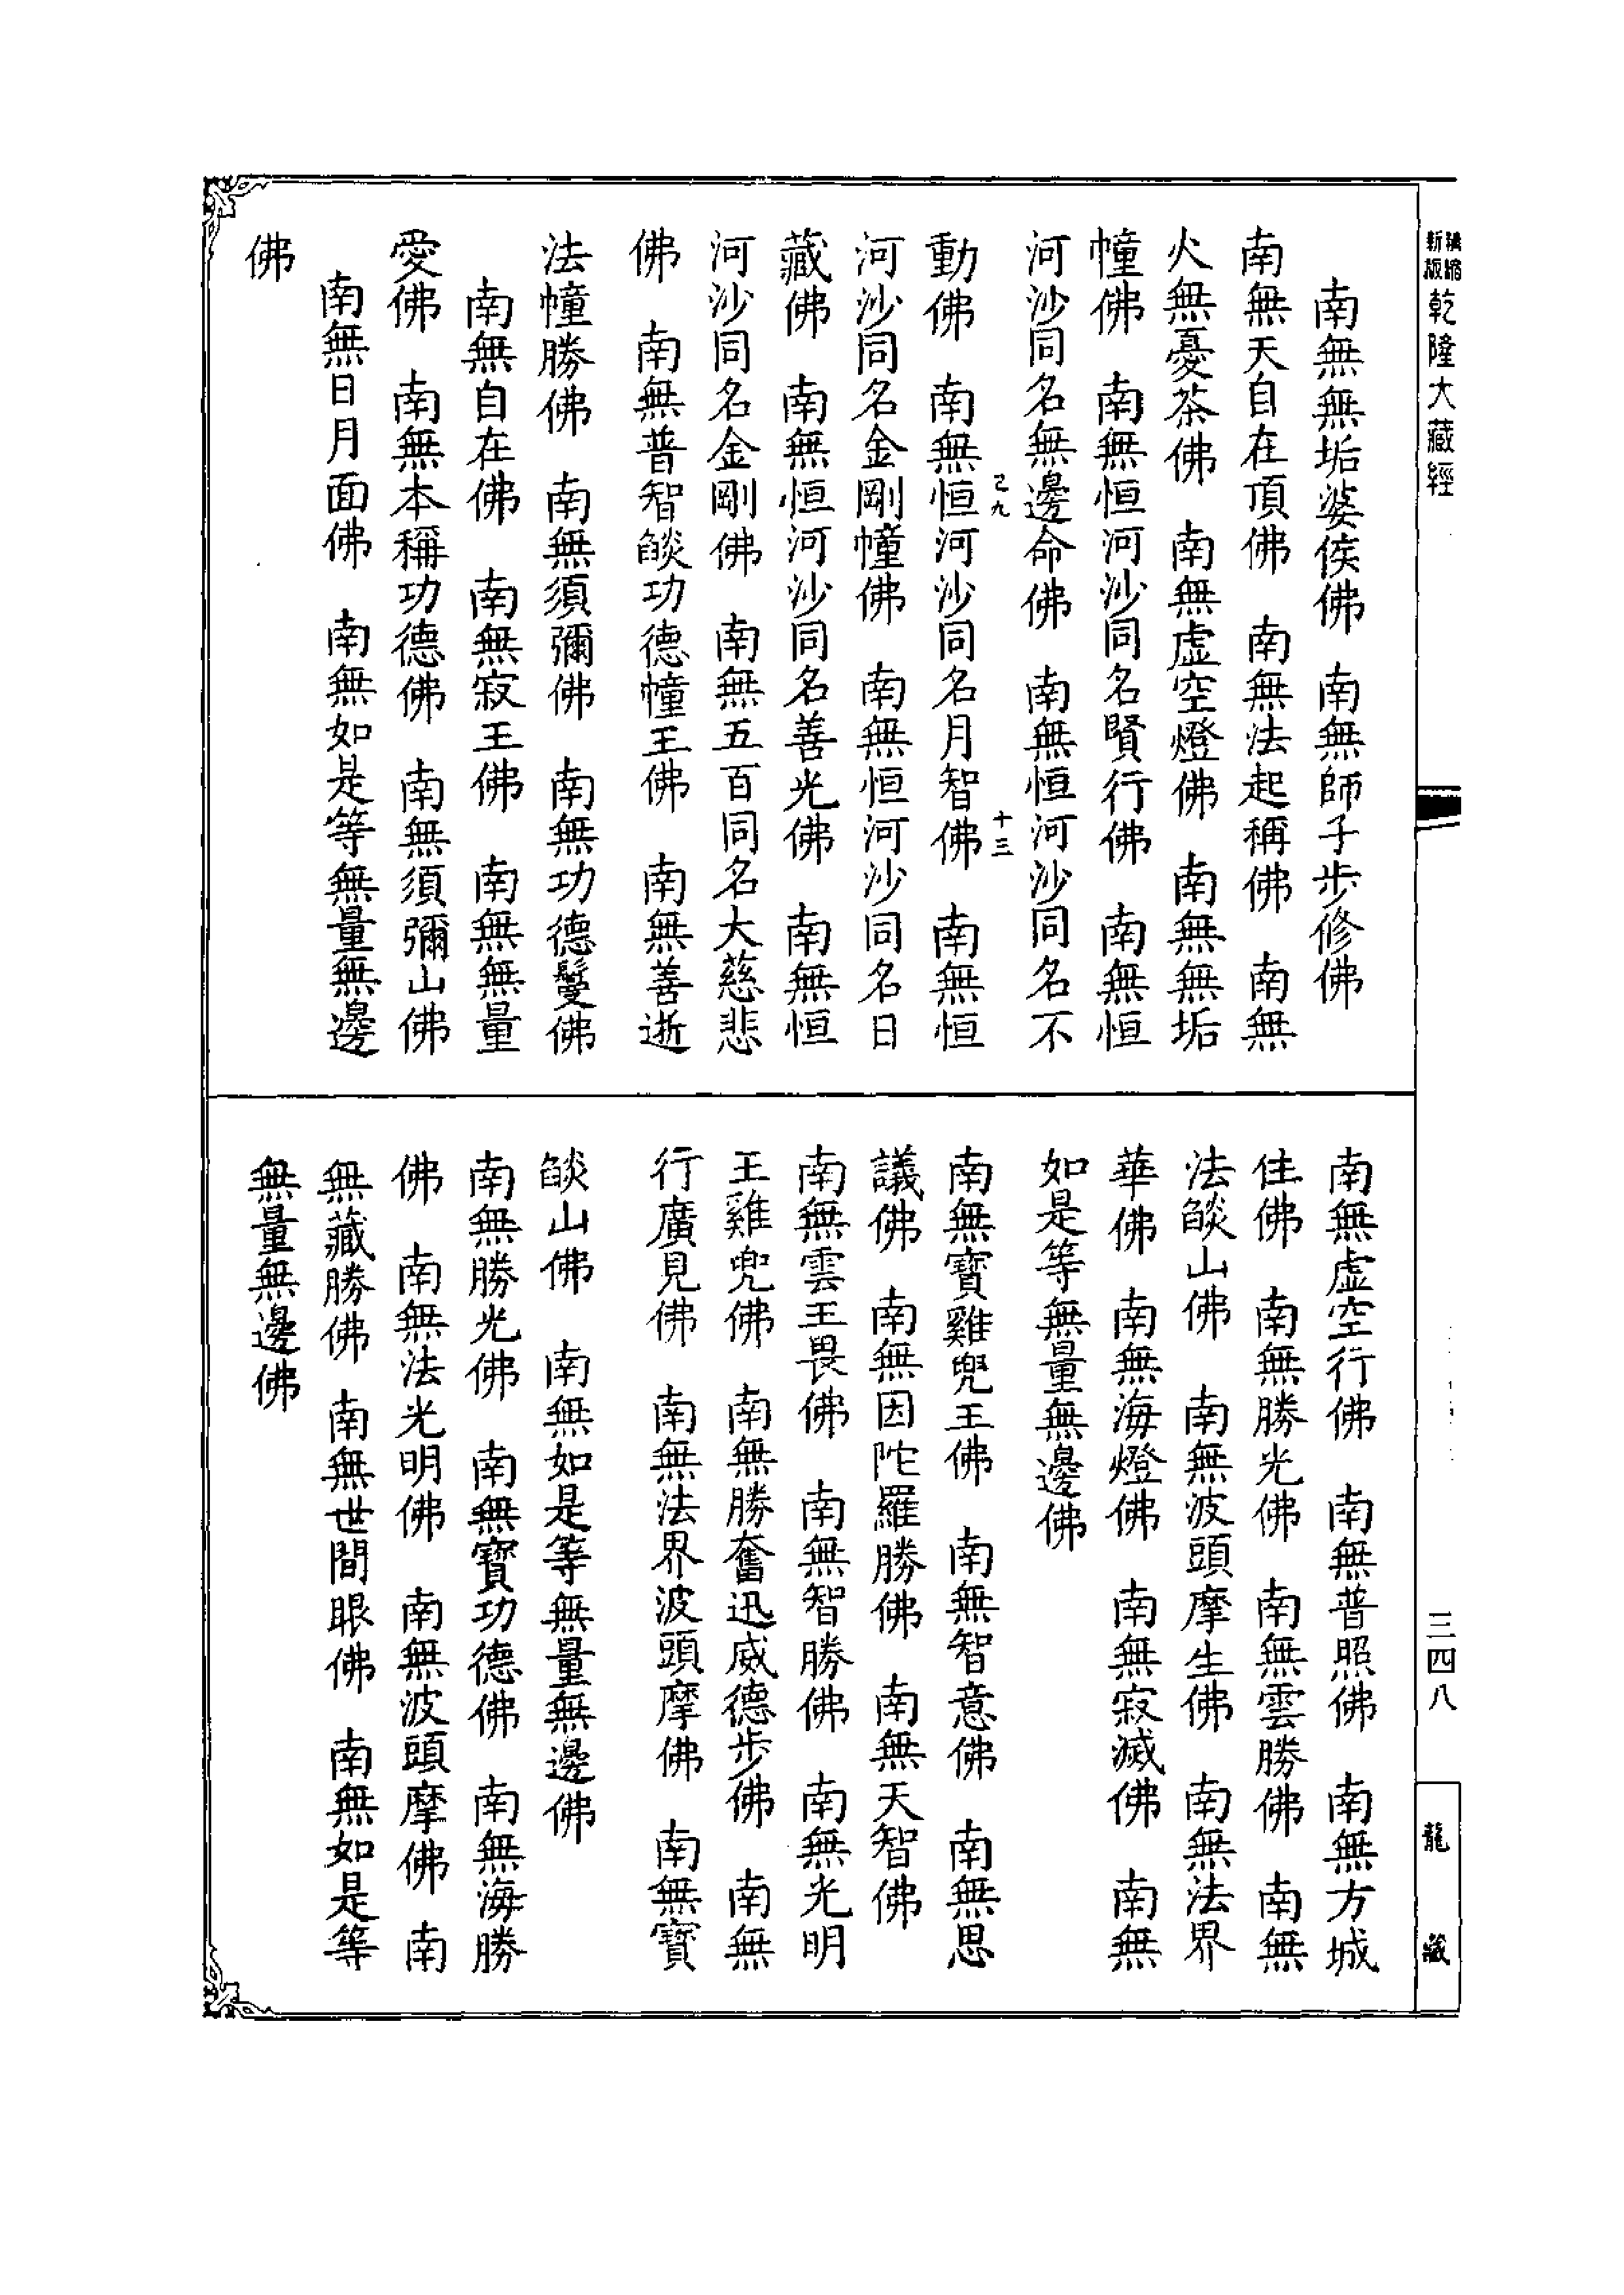 新縮
版𥡴乾隆大藏經
三四八
龍藏
南無無垢婆侯佛　南無師子步修佛
南無天自在頂佛　南無法起稱佛　南無
火無憂茶佛　南無虛空燈佛　南無無垢
幢佛　南無恒河沙同名賢行佛　南無恒
河沙同名無邊命佛　南無恒河沙同名不
己九　十三
動佛　南無恒河沙同名月智佛　南無恒
河沙同名金剛幢佛　南無恒河沙同名日
藏佛　南無恒河沙同名善光佛　南無恒
河沙同名金剛佛　南無五百同名大慈悲
佛　南無普智𦦨功德幢王佛　南無善逝
法幢勝佛　南無須彌佛　南無功德鬘佛
南無自在佛　南無寂王佛　南無無量
愛佛　南無本稱功德佛　南無須彌山佛
南無日月面佛　南無如是等無量無邊
佛
南無虛空行佛　南無普照佛　南無方城
住佛　南無勝光佛　南無雲勝佛　南無
法𦦨山佛　南無波頭摩生佛　南無法界
華佛　南無海燈佛　南無寂滅佛　南無
如是等無量無邊佛
南無寶雞兜王佛　南無智意佛　南無思
議佛　南無因陀羅勝佛　南無天智佛
南無雲王畏佛　南無智勝佛　南無光明
王雞兜佛　南無勝奮迅威德步佛　南無
行廣見佛　南無法界波頭摩佛　南無寶
𦦨山佛　南無如是等無量無邊佛
南無勝光佛　南無寶功德佛　南無海勝
佛　南無法光明佛　南無波頭摩佛　南
無藏勝佛　南無世間眼佛　南無如是等
無量無邊佛